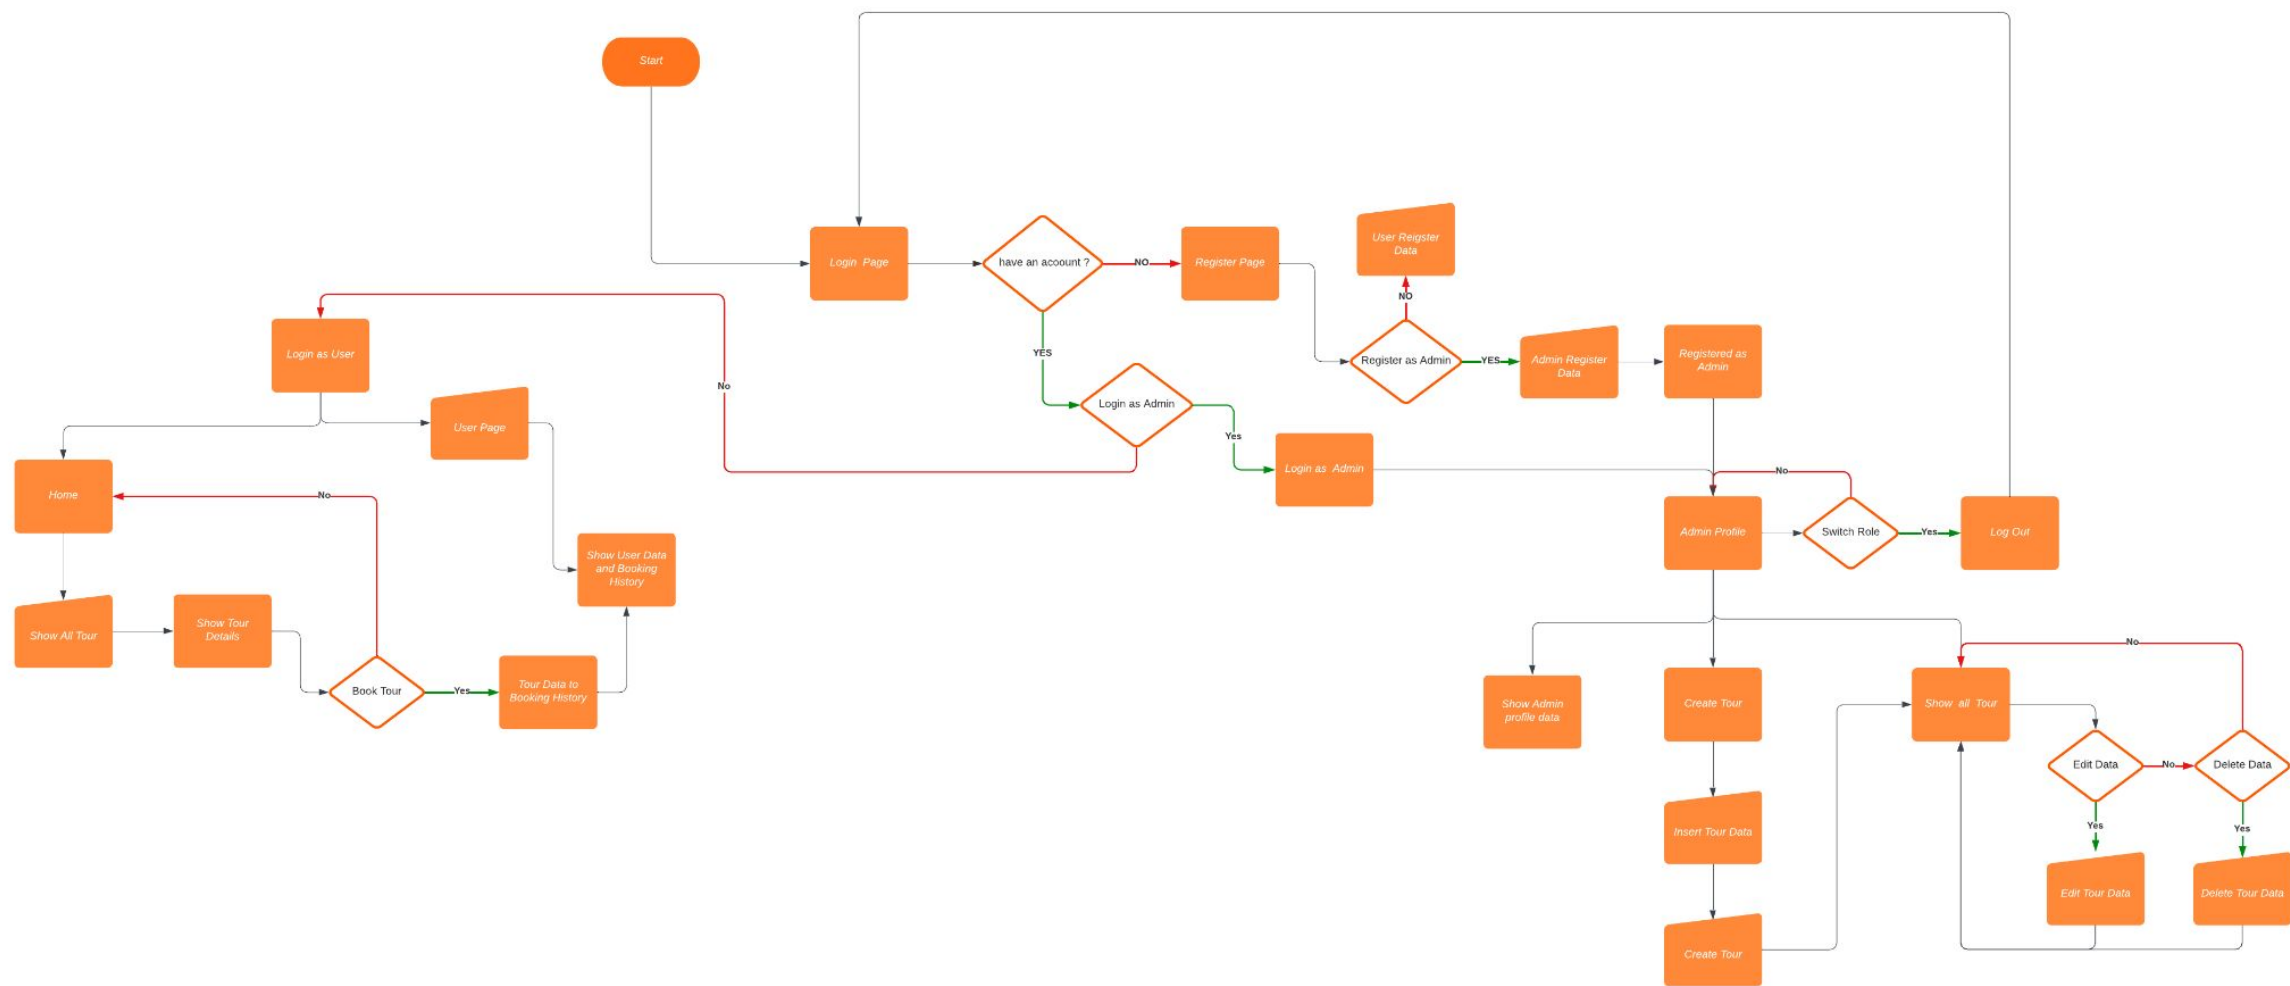 Start
Login Page
have an acoount ?
NO
Register Page
User Reigster
Data
NO
Register as Admin
YES
Admin Register
Data
Registered as
Admin
YES
Login as Admin
Yes
Login as Admin
No
Login as User
User Page
Home
No
Show User Data
and Booking
History
Show All Tour
Show Tour
Details
Book Tour
Yes
Tour Data to
Booking History
No
Admin Profile
Switch Role
Yes
Log Out
Show Admin
profile data
Create Tour
Show all Tour
No
Edit Data
No
Delete Data
Yes
Yes
Insert Tour Data
Edit Tour Data
Delete Tour Data
Create Tour